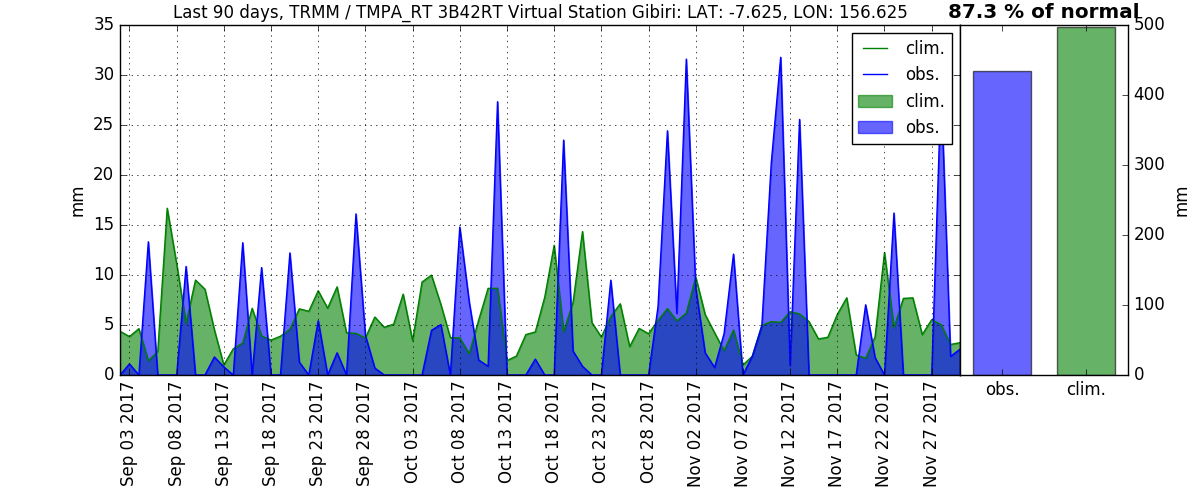 Last 90 days, TRMM / TMPA_RT 3B42RT Virtual Station Gibiri: LAT: -7.625, LON: 156.625
87.3 % of normal
35
30
25
20
15
10
5
0
mm
clim.
obs.
clim.
obs.
500
400
300
200
100
0
mm
Sep 03 2017
Sep 08 2017
Sep 13 2017
Sep 18 2017
Sep 23 2017
Sep 28 2017
Oct 03 2017
Oct 08 2017
Oct 13 2017
Oct 18 2017
Oct 23 2017
Oct 28 2017
Nov 02 2017
Nov 07 2017
Nov 12 2017
Nov 17 2017
Nov 22 2017
Nov 27 2017
obs.
clim.